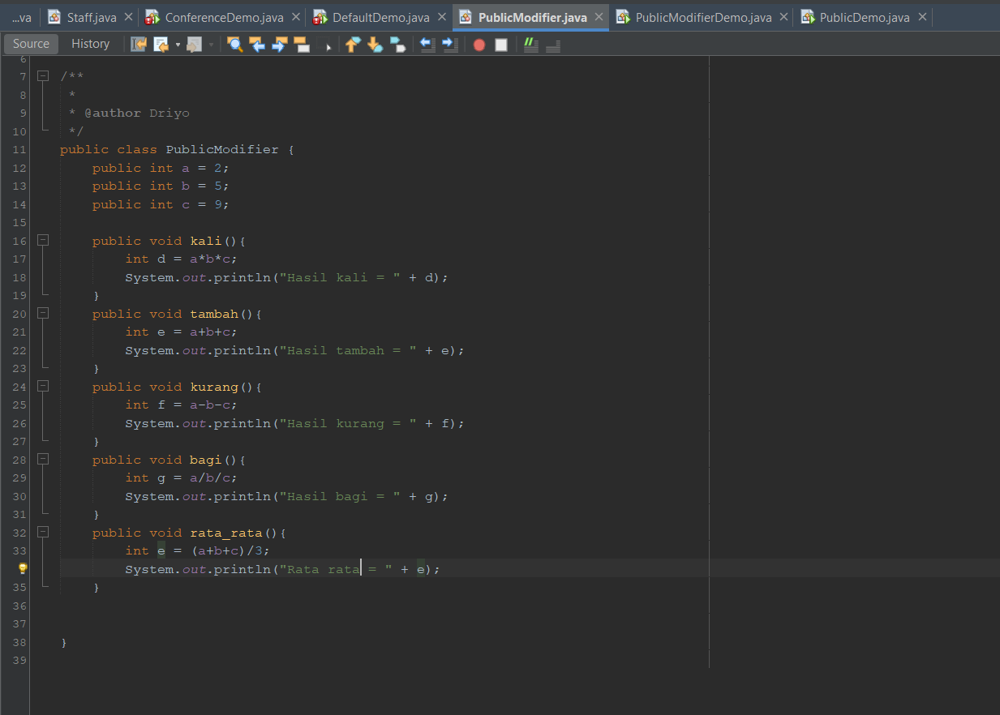 ...va Staff.java ConferenceDemo.java DefaultDemo.java PublicModifier.java PublicModifierDemo.java PublicDemo.java
Source History
6
7 /**
8 *
9 * @author Driyo
10 */
11 public class PublicModifier {
12 public int a = 2;
13 public int b = 5;
14 public int c = 9;
15
16 public void kali(){
17 int d = a*b*c;
18 System.out.println("Hasil kali = " + d);
19 }
20 public void tambah(){
21 int e = a+b+c;
22 System.out.println("Hasil tambah = " + e);
23 }
24 public void kurang(){
25 int f = a-b-c;
26 System.out.println("Hasil kurang = " + f);
27 }
28 public void bagi(){
29 int g = a/b/c;
30 System.out.println("Hasil bagi = " + g);
31 }
32 public void rata_rata(){
33 int e = (a+b+c)/3;
System.out.println("Rata rata = " + e);
35 }
36
37
38 }
39